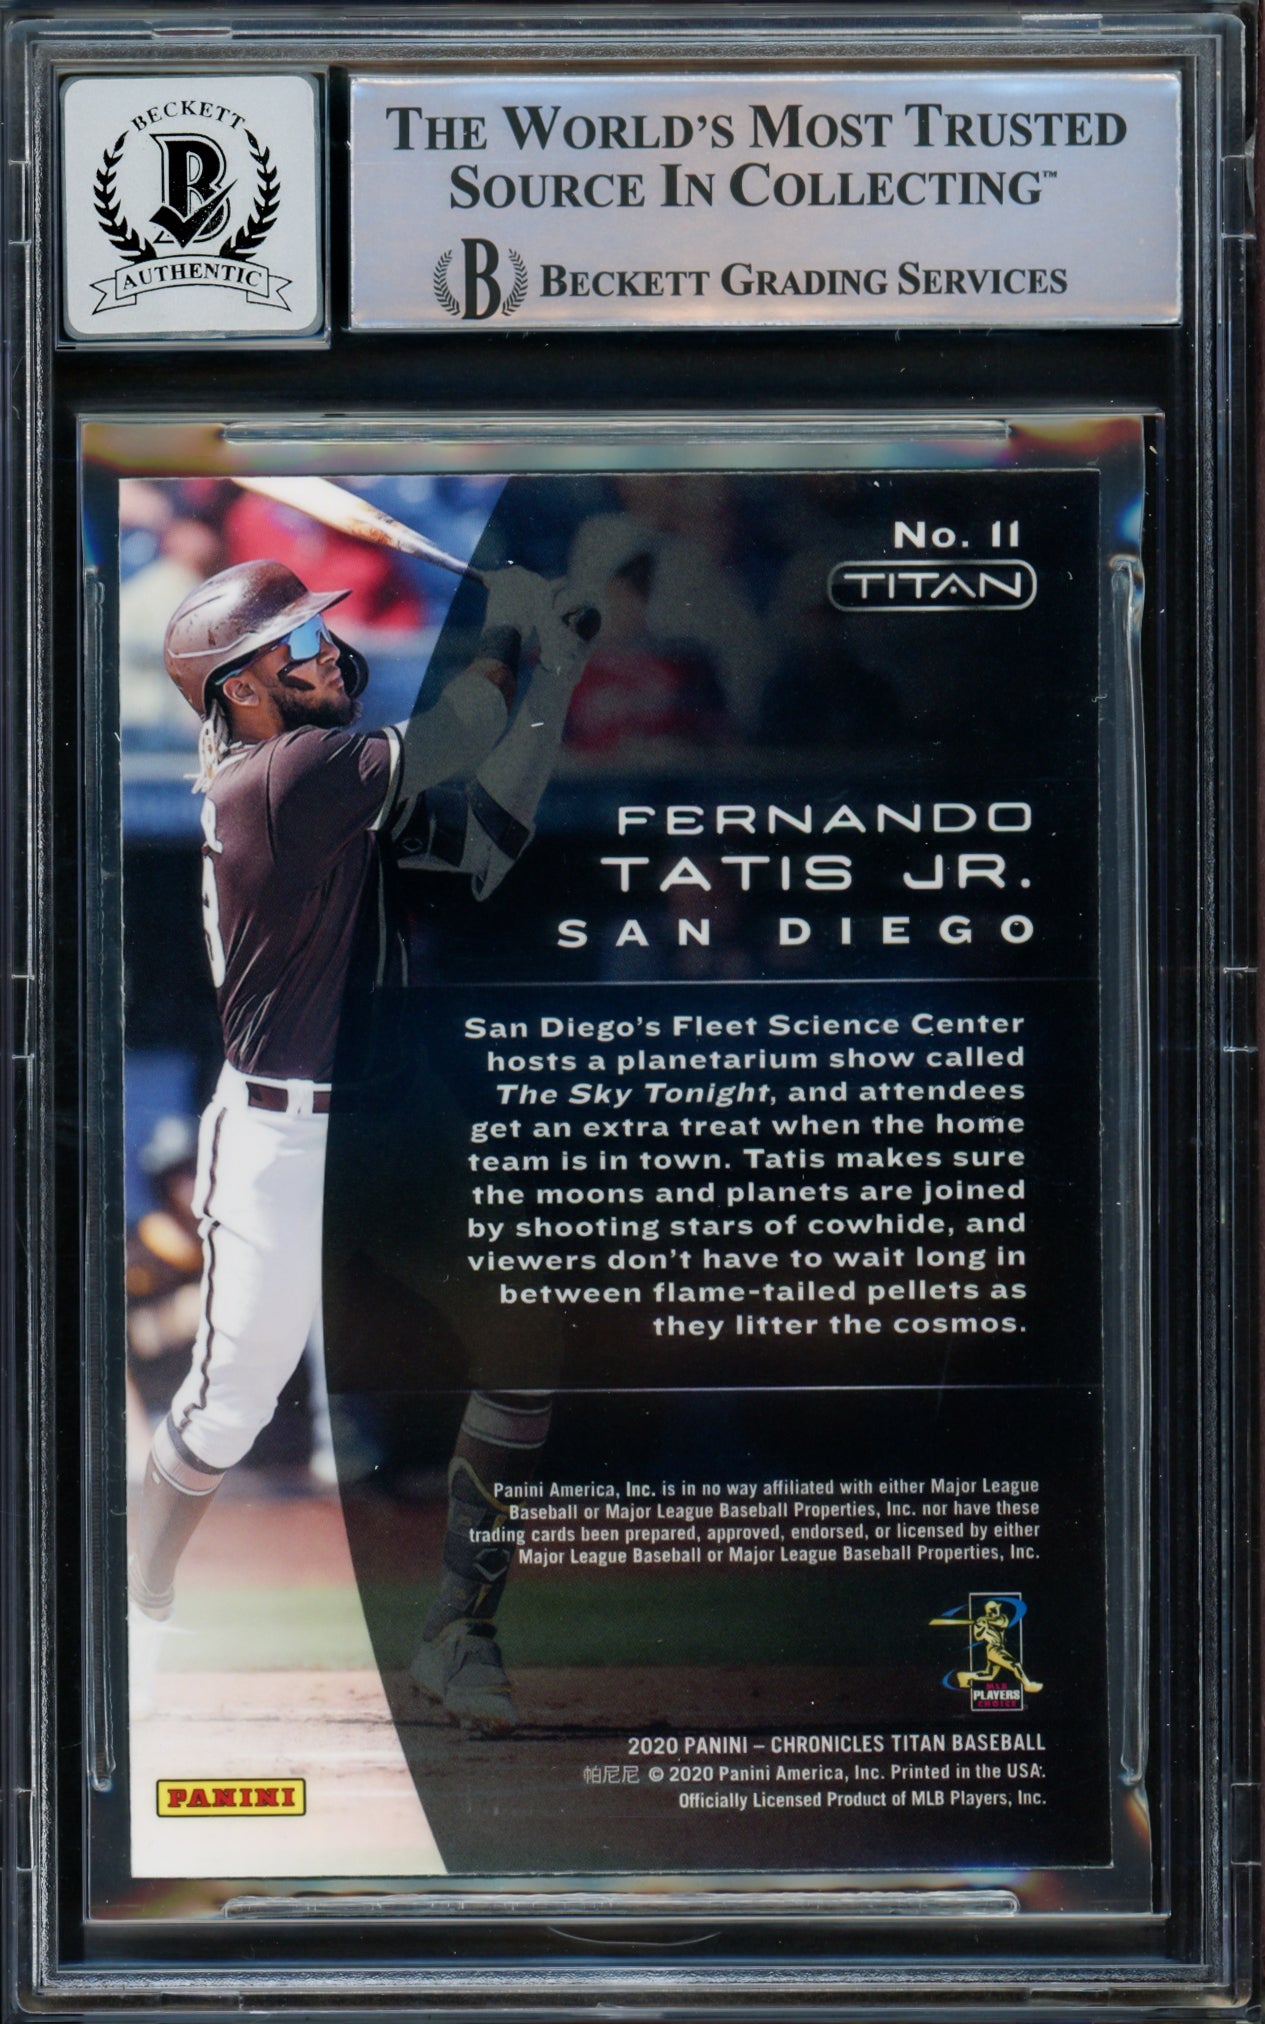 BECKETT
B
AUTHENTIC
THE WORLD'S MOST TRUSTED
SOURCE IN COLLECTING™
B BECKETT GRADING SERVICES
No. 11
TITAN
FERNANDO
TATIS JR.
SAN DIEGO
San Diego's Fleet Science Center
hosts a planetarium show called
The Sky Tonight, and attendees
get an extra treat when the home
team is in town. Tatis makes sure
the moons and planets are joined
by shooting stars of cowhide, and
viewers don't have to wait long in
between flame-tailed pellets as
they litter the cosmos.
Panini America, Inc. is in no way affiliated with either Major League
Baseball or Major League Baseball Properties, Inc. nor have these
trading cards been prepared, approved, endorsed, or licensed by either
Major League Baseball or Major League Baseball Properties, Inc.
MLB
PLAYERS
CHOICE
2020 PANINI – CHRONICLES TITAN BASEBALL
帕尼尼 © 2020 Panini America, Inc. Printed in the USA.
Officially Licensed Product of MLB Players, Inc.
PANINI